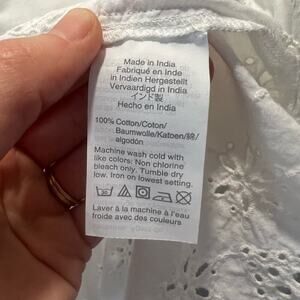 Made in India
Fabriqué en Inde
in Indien Hergestellt
Vervaardigd in India
インド製
Hecho en India
100% Cotton/Coton/
Baumwolle/Katoen/綿/
algodón
Machine wash cold with
like colors. Non chlorine
bleach only. Tumble dry
low. Iron on lowest setting.
Laver à la machine à l'eau
froide avec des couleurs